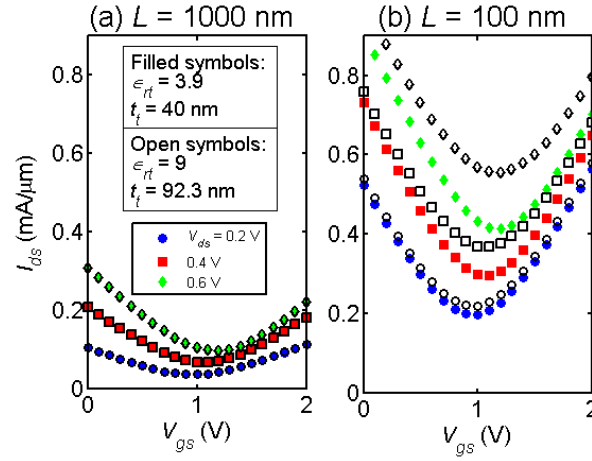 (a) L = 1000 nm
(b) L = 100 nm
Filled symbols:
ε_rt = 3.9
t_t = 40 nm
Open symbols:
ε_rt = 9
t_t = 92.3 nm
V_ds = 0.2 V
0.4 V
0.6 V
I_ds (mA/μm)
0.8
0.6
0.4
0.2
0
0 1 2
V_gs (V)
0.8
0.6
0.4
0.2
0
0 1 2
V_gs (V)